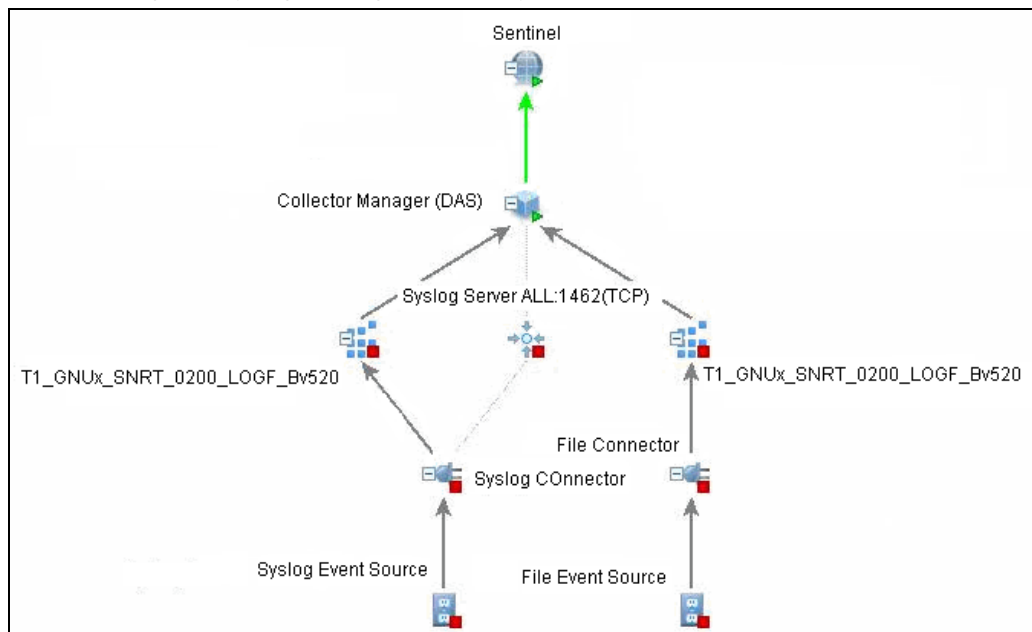 Sentinel
Collector Manager (DAS)
Syslog Server ALL:1462(TCP)
T1_GNUx_SNRT_0200_LOGF_Bv520
T1_GNUx_SNRT_0200_LOGF_Bv520
File Connector
Syslog COnnector
Syslog Event Source
File Event Source